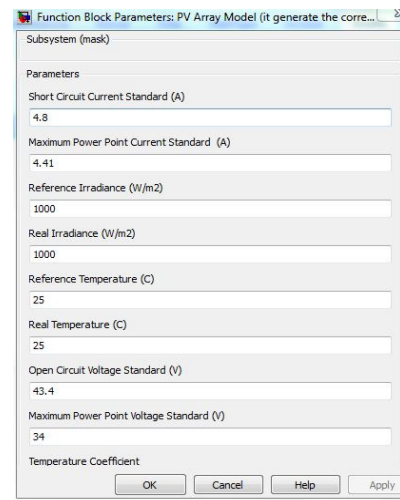 Function Block Parameters: PV Array Model (it generate the corre...
Subsystem (mask)
Parameters
Short Circuit Current Standard (A)
4.8
Maximum Power Point Current Standard (A)
4.41
Reference Irradiance (W/m2)
1000
Real Irradiance (W/m2)
1000
Reference Temperature (C)
25
Real Temperature (C)
25
Open Circuit Voltage Standard (V)
43.4
Maximum Power Point Voltage Standard (V)
34
Temperature Coefficient
OK Cancel Help Apply